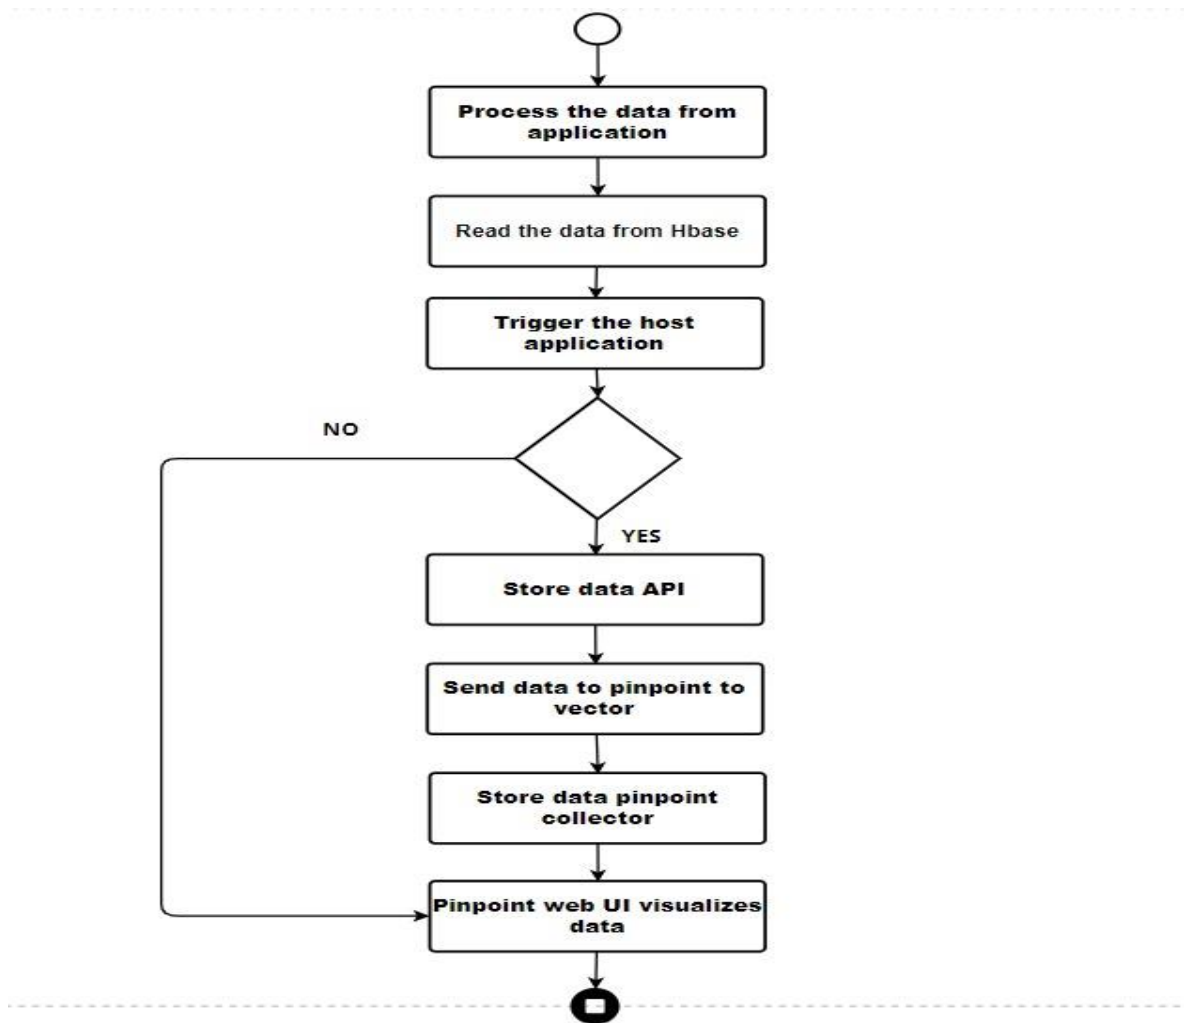 Process the data from
application
Read the data from Hbase
Trigger the host
application
NO
YES
Store data API
Send data to pinpoint to
vector
Store data pinpoint
collector
Pinpoint web UI visualizes
data